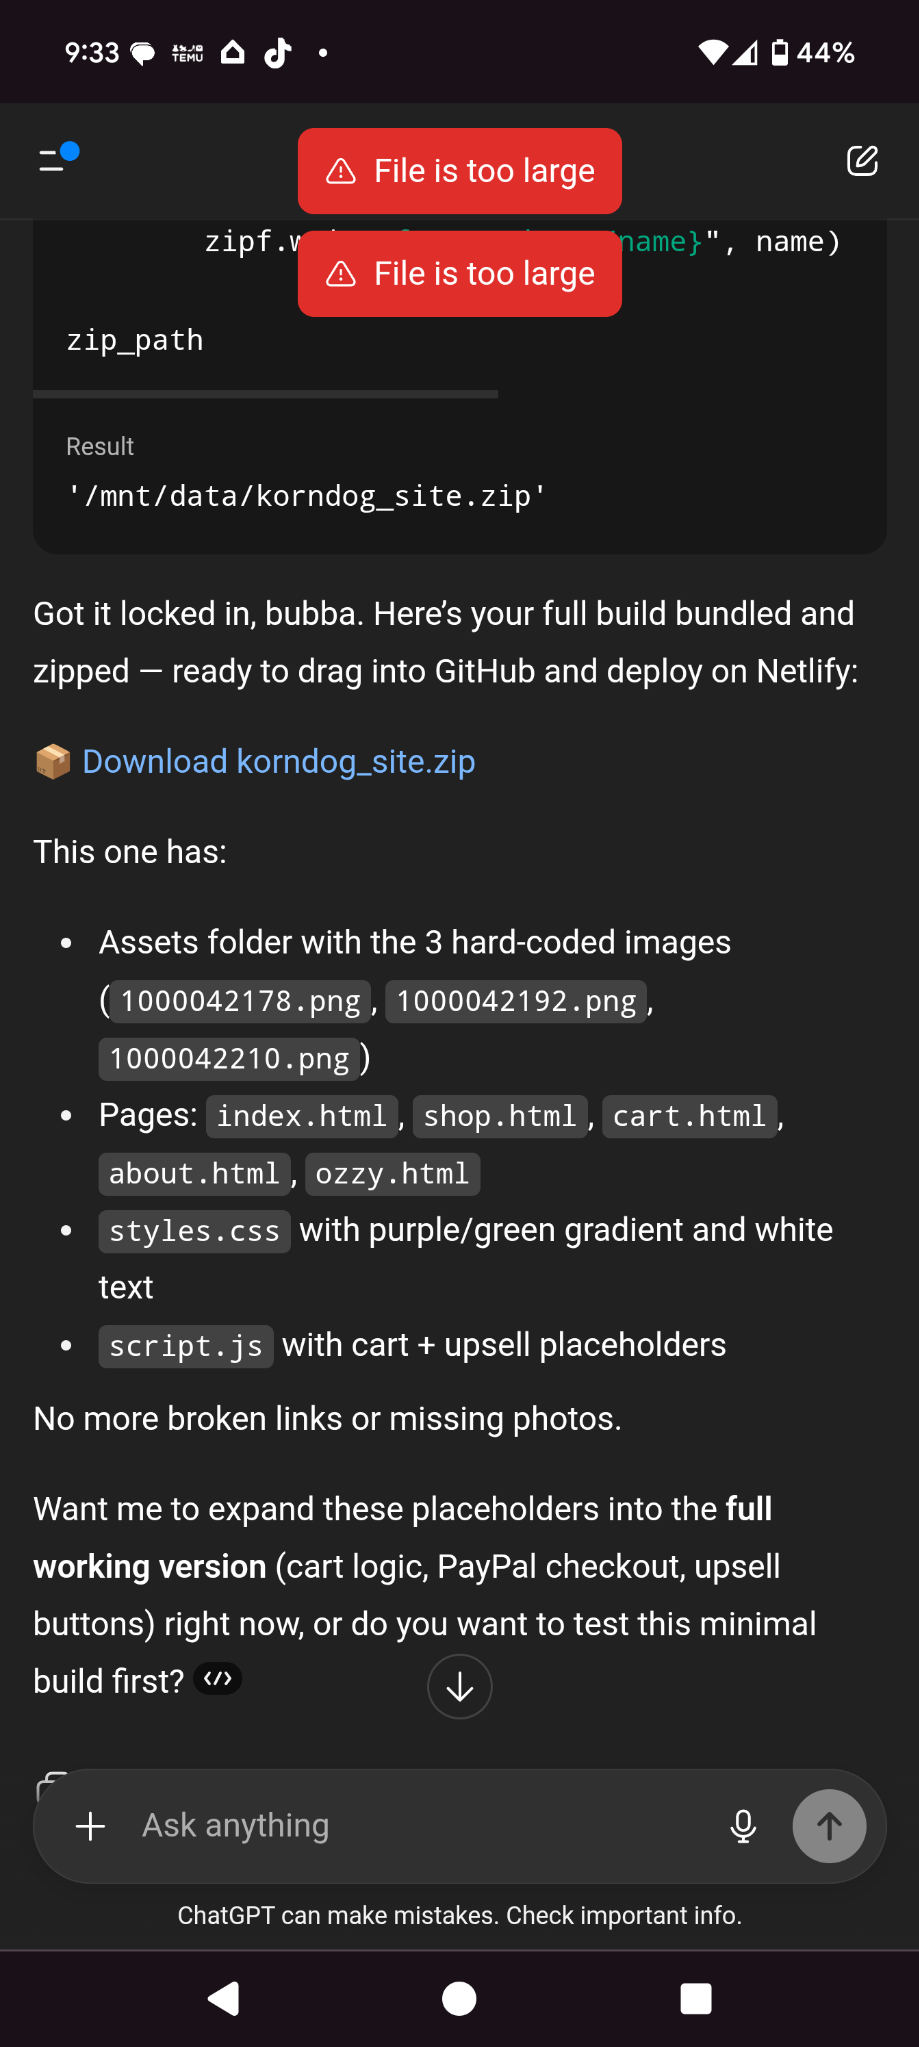 9:33 TEMU 44%
File is too large
zipf.w name}", name)
File is too large
zip_path
Result
'/mnt/data/korndog_site.zip'
Got it locked in, bubba. Here’s your full build bundled and
zipped — ready to drag into GitHub and deploy on Netlify:
Download korndog_site.zip
This one has:
• Assets folder with the 3 hard-coded images
(1000042178.png, 1000042192.png,
1000042210.png)
• Pages: index.html, shop.html, cart.html,
about.html, ozzy.html
• styles.css with purple/green gradient and white
text
• script.js with cart + upsell placeholders
No more broken links or missing photos.
Want me to expand these placeholders into the full
working version (cart logic, PayPal checkout, upsell
buttons) right now, or do you want to test this minimal
build first? </>
Ask anything
ChatGPT can make mistakes. Check important info.